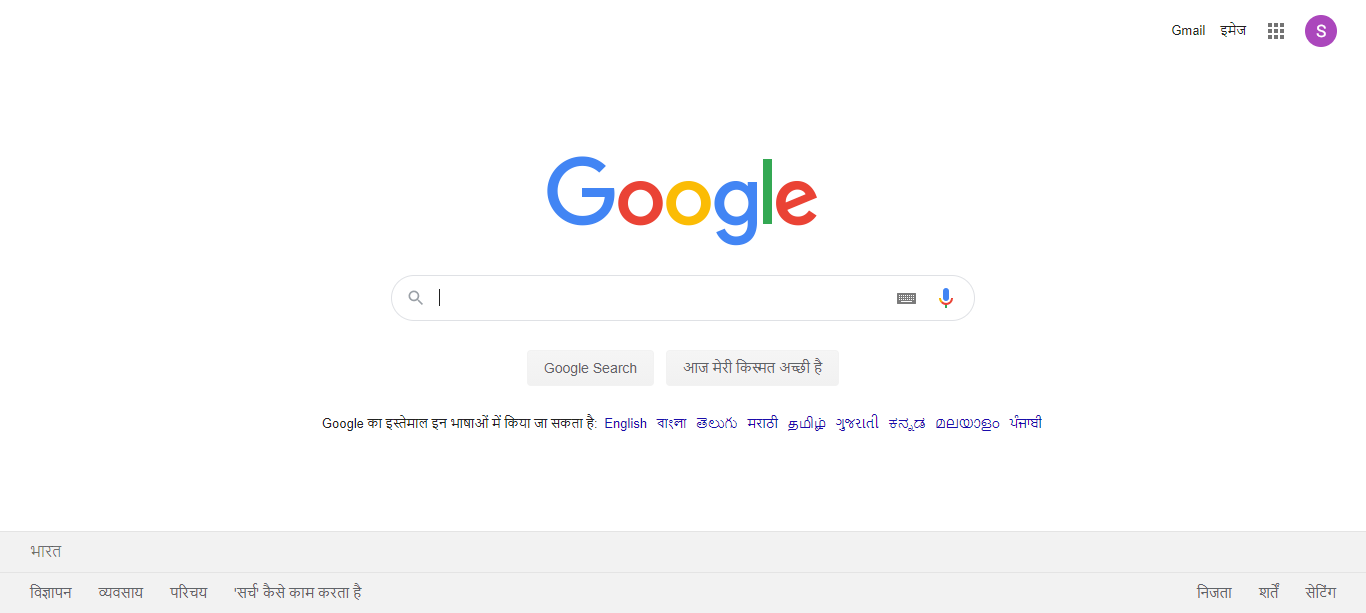 Gmail इमेज S
Google
Google Search आज मेरी किस्मत अच्छी है
Google का इस्तेमाल इन भाषाओं में किया जा सकता है: English বাংলা తెలుగు मराठी தமிழ் ગુજરાતી ಕನ್ನಡ മലയാളം ਪੰਜਾਬੀ
भारत
विज्ञापन व्यवसाय परिचय 'सर्च' कैसे काम करता है निजता शर्तें सेटिंग